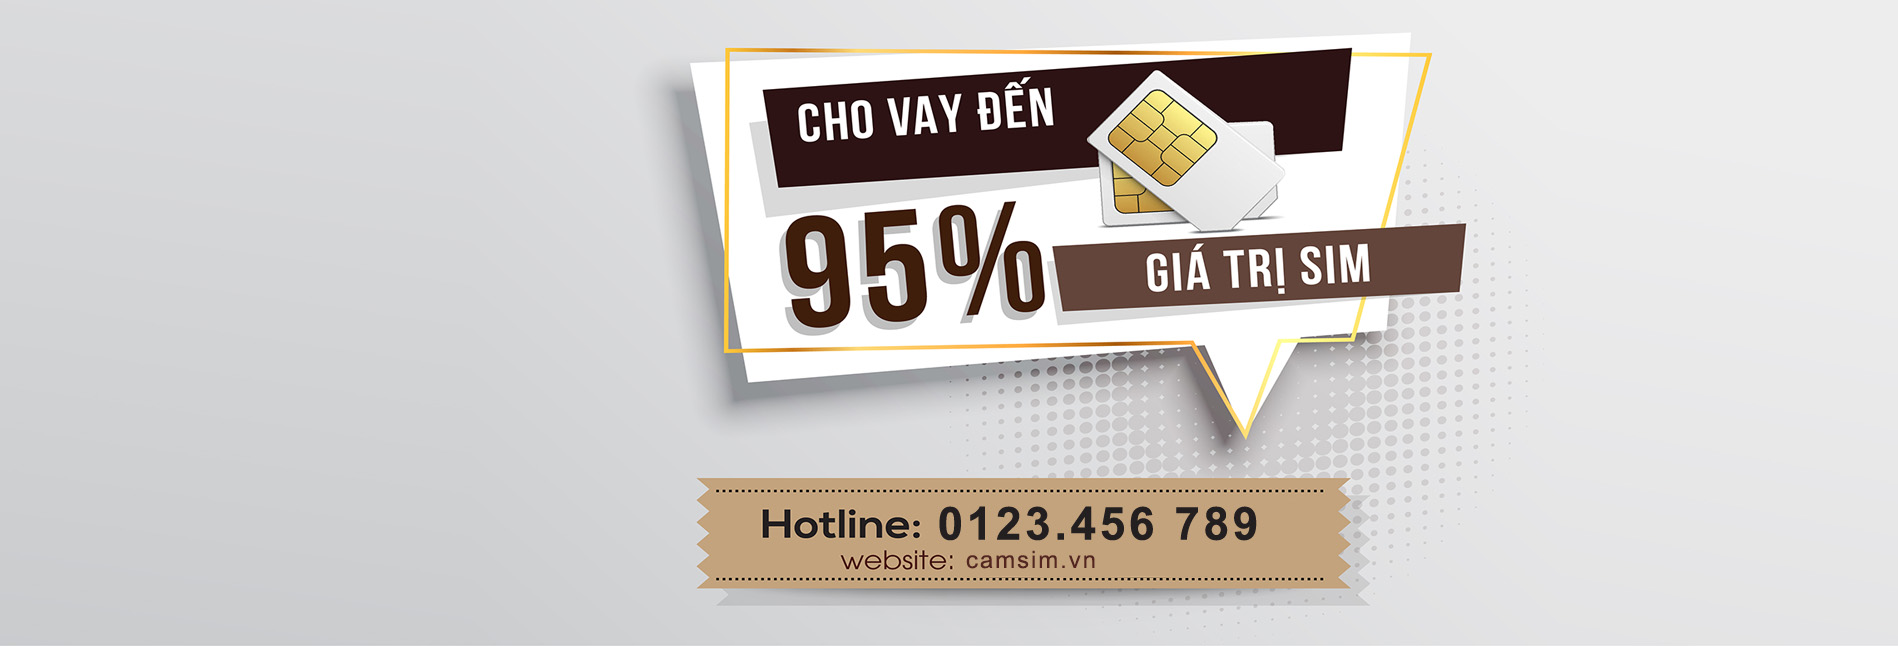 CHO VAY ĐẾN
95%
GIÁ TRỊ SIM
Hotline: 0123.456 789
website: camsim.vn